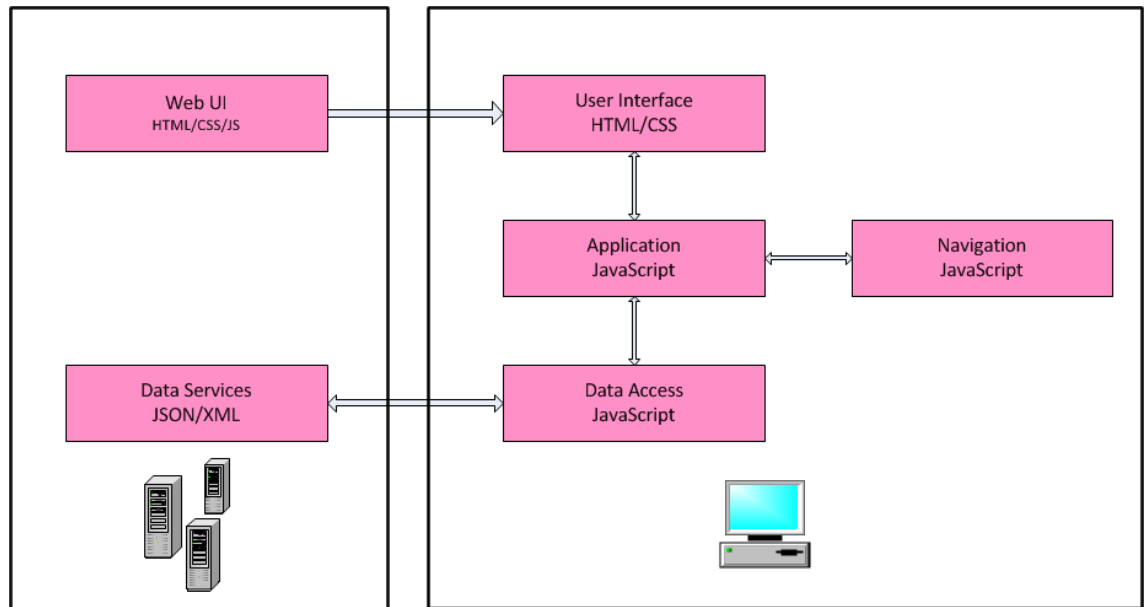 Web UI
HTML/CSS/JS
User Interface
HTML/CSS
Application
JavaScript
Navigation
JavaScript
Data Services
JSON/XML
Data Access
JavaScript